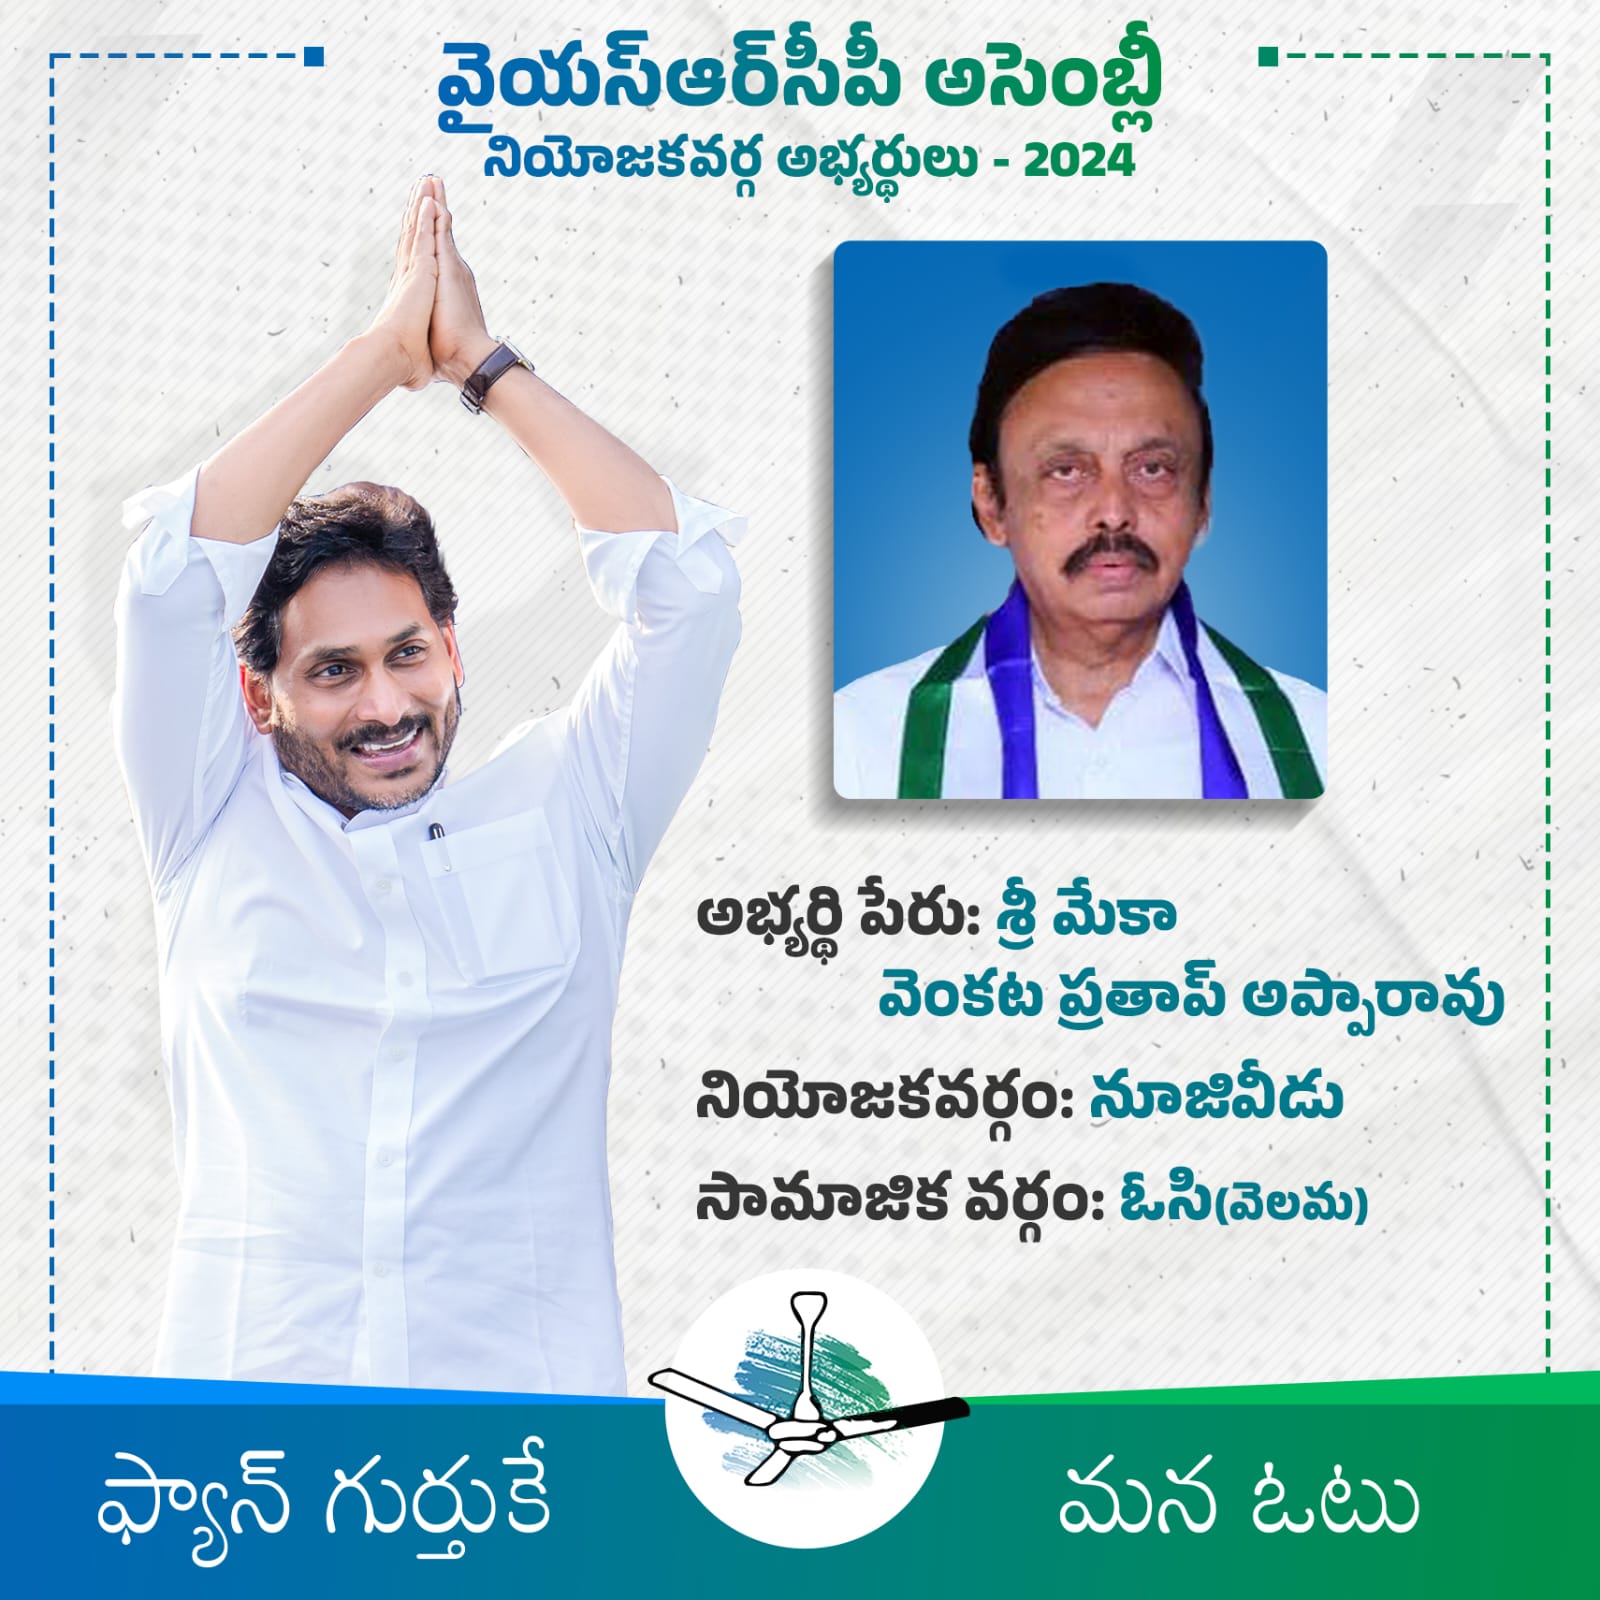 వైయస్ఆర్‌సీపీ అసెంబ్లీ
నియోజకవర్గ అభ్యర్థులు - 2024
అభ్యర్థి పేరు: శ్రీ మేకా
వెంకట ప్రతాప్ అప్పారావు
నియోజకవర్గం: నూజివీడు
సామాజిక వర్గం: ఓసి(వెలమ)
ఫ్యాన్ గుర్తుకే మన ఓటు